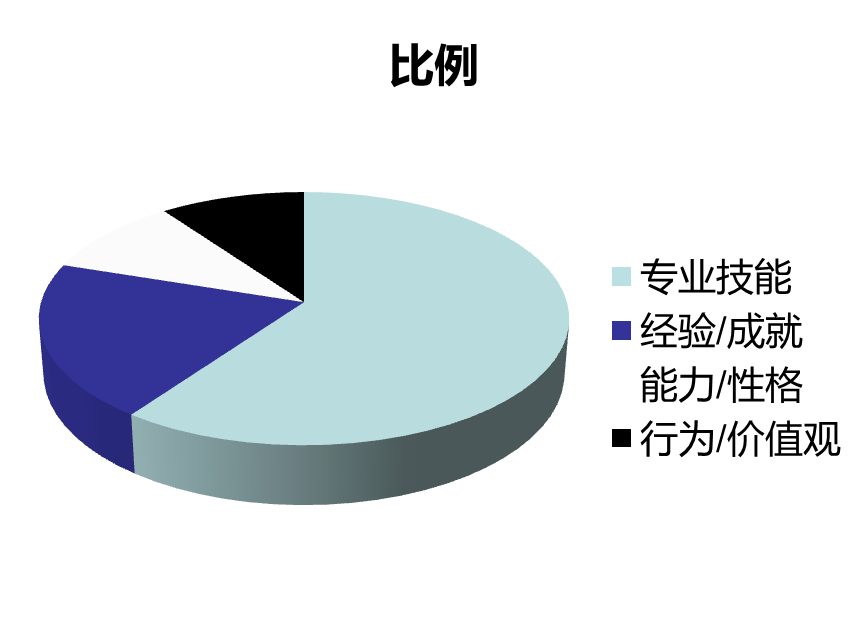 比例
专业技能
经验/成就
能力/性格
行为/价值观